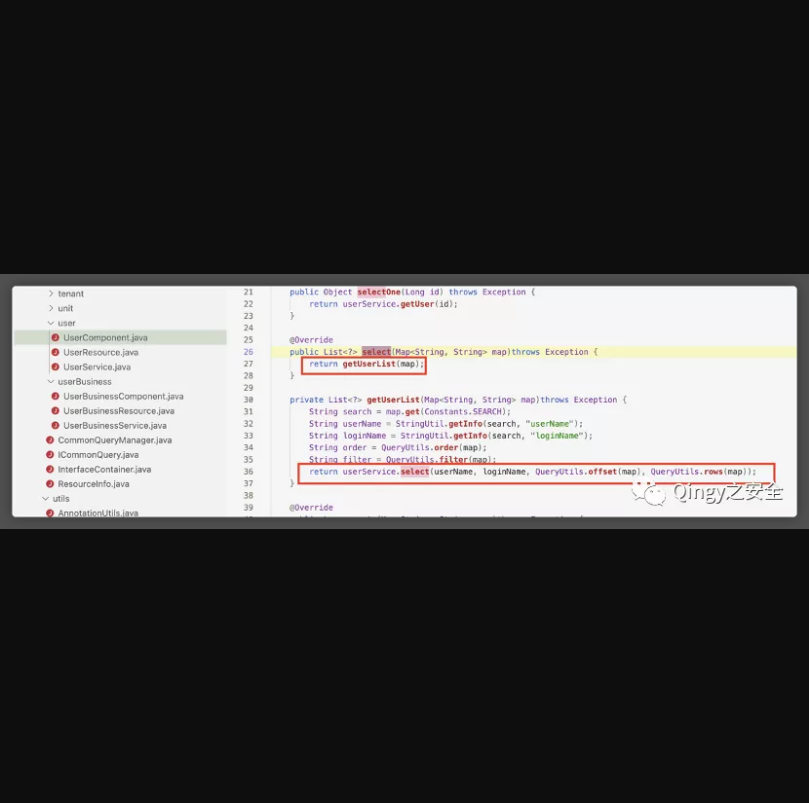 tenant
unit
user
UserComponent.java
UserResource.java
UserService.java
userBusiness
UserBusinessComponent.java
UserBusinessResource.java
UserBusinessService.java
CommonQueryManager.java
ICommonQuery.java
InterfaceContainer.java
ResourceInfo.java
utils
AnnotationUtils.java
21 public Object selectOne(Long id) throws Exception {
22 return userService.getUser(id);
23 }
24
25 @Override
26 public List<?> select(Map<String, String> map)throws Exception {
27 return getUserList(map);
28 }
29
30 private List<?> getUserList(Map<String, String> map)throws Exception {
31 String search = map.get(Constants.SEARCH);
32 String userName = StringUtil.getInfo(search, "userName");
33 String loginName = StringUtil.getInfo(search, "loginName");
34 String order = QueryUtils.order(map);
35 String filter = QueryUtils.filter(map);
36 return userService.select(userName, loginName, QueryUtils.offset(map), QueryUtils.rows(map));
37 }
38
39 @Override
Qingy之安全